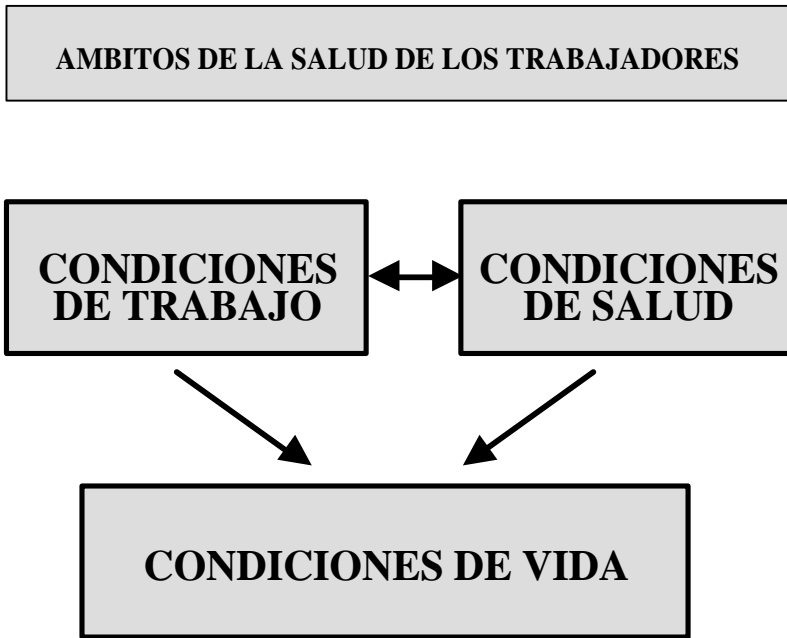 AMBITOS DE LA SALUD DE LOS TRABAJADORES
CONDICIONES
DE TRABAJO
CONDICIONES
DE SALUD
CONDICIONES DE VIDA